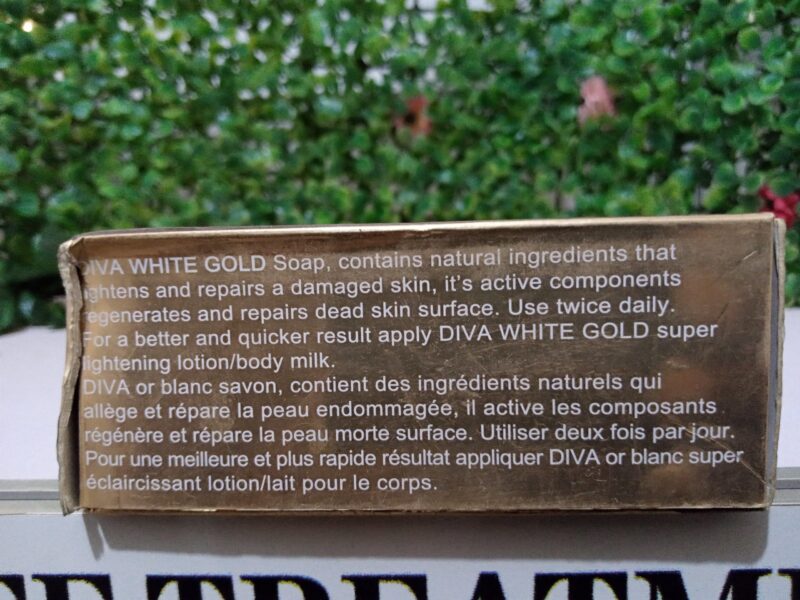 DIVA WHITE GOLD Soap, contains natural ingredients that
lightens and repairs a damaged skin, it's active components
regenerates and repairs dead skin surface. Use twice daily.
For a better and quicker result apply DIVA WHITE GOLD super
lightening lotion/body milk.
DIVA or blanc savon, contient des ingrédients naturels qui
allège et répare la peau endommagée, il active les composants
régénère et répare la peau morte surface. Utiliser deux fois par jour.
Pour une meilleure et plus rapide résultat appliquer DIVA or blanc super
éclaircissant lotion/lait pour le corps.